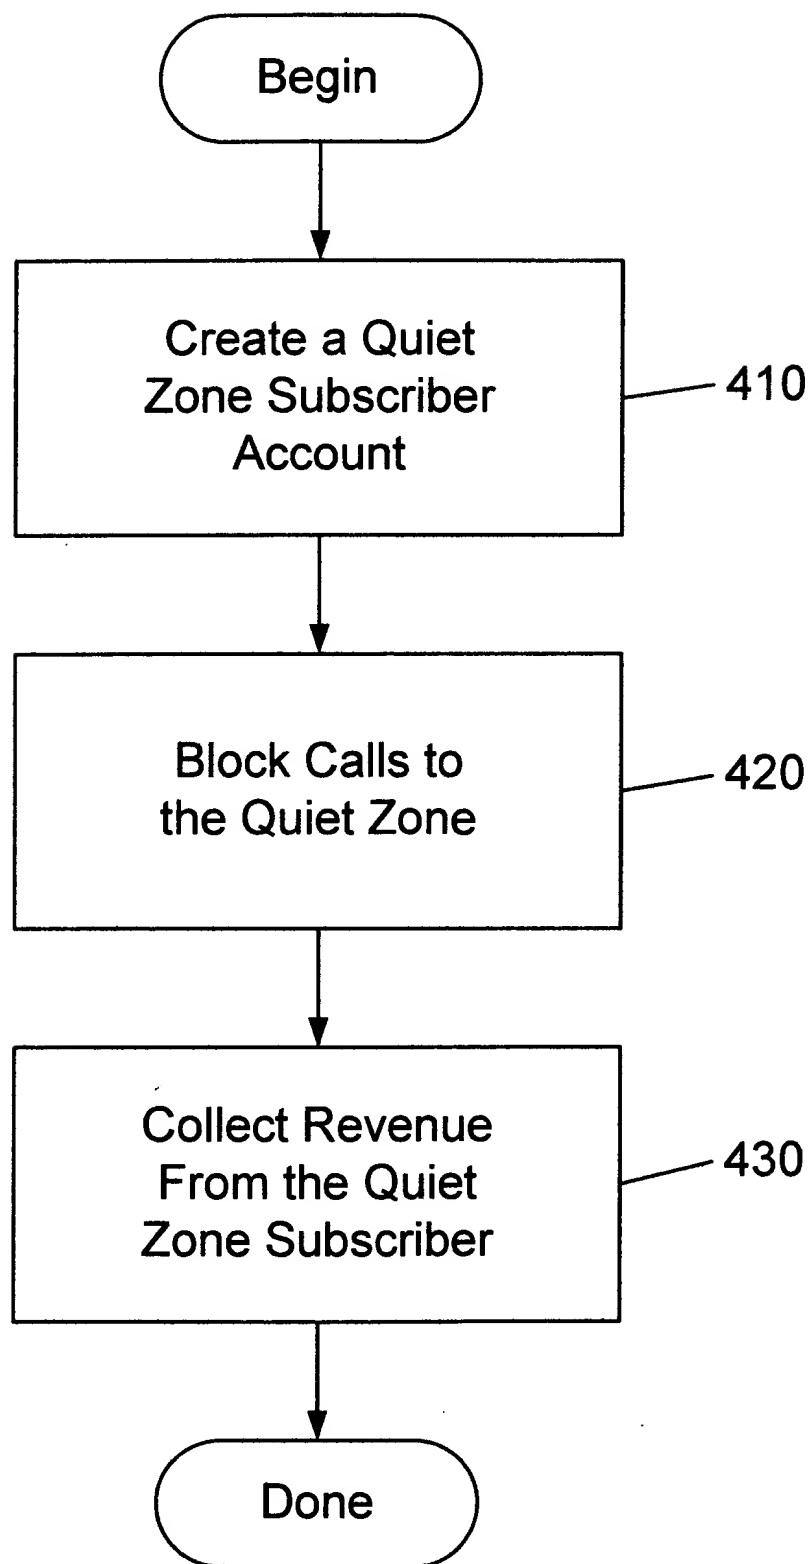 Begin
Create a Quiet
Zone Subscriber
Account
410
Block Calls to
the Quiet Zone
420
Collect Revenue
From the Quiet
Zone Subscriber
430
Done